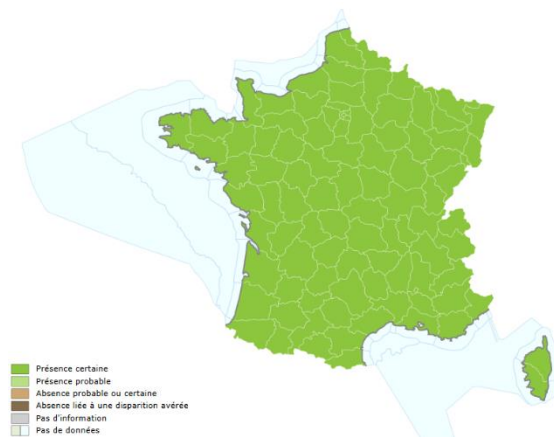 Présence certaine
Présence probable
Absence probable ou certaine
Absence liée à une disparition avérée
Pas d'information
Pas de données